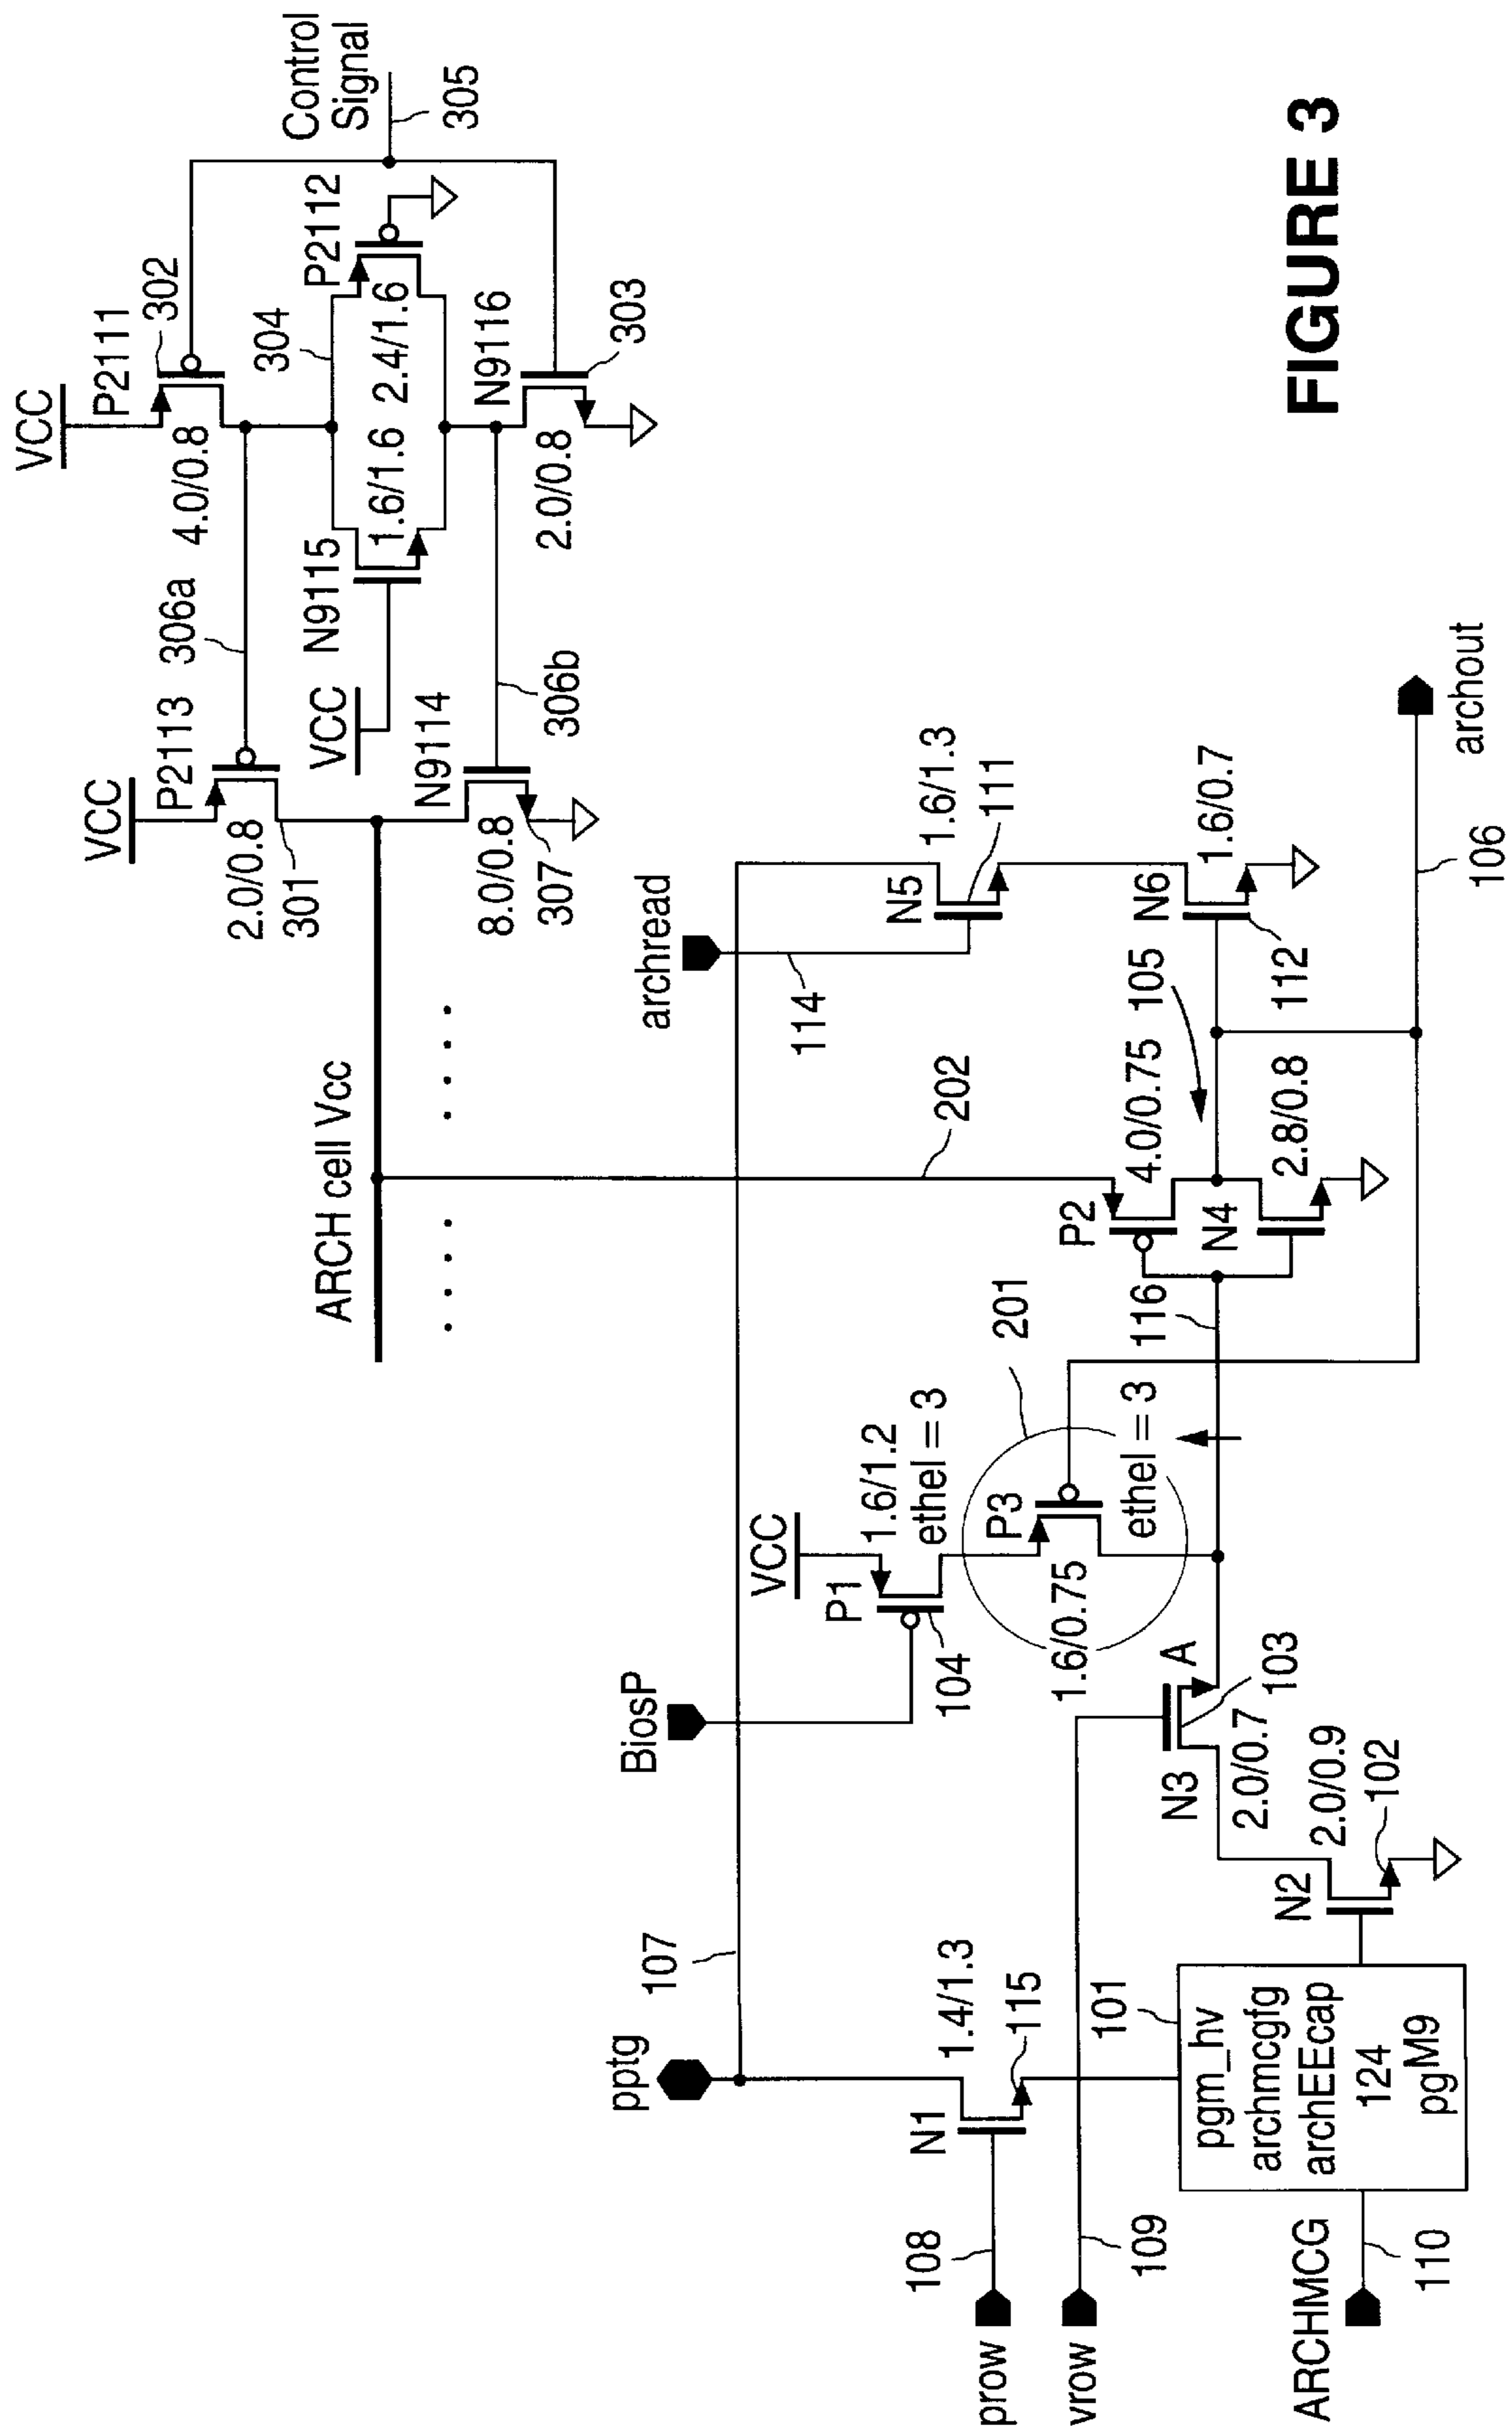 VCC
P2111
302
4.0/0.8
Control
Signal
305
304
P2112
2.4/1.6
N9115
1.6/1.6
VCC
N9116
2.0/0.8
303
306a
306b
VCC
P2113
2.0/0.8
301
N9114
8.0/0.8
307
ARCH cell Vcc
. . . .
. . . .
202
archread
114
N5
1.6/1.3
111
N6
1.6/0.7
112
105
P2
4.0/0.75
N4
2.8/0.8
116
archout
106
201
VCC
P1
1.6/1.2
ethel = 3
104
P3
1.6/0.75
ethel = 3
BiosP
A
N3
103
2.0/0.7
N2
2.0/0.9
102
107
pptg
N1
1.4/1.3
115
101
pgm_hv
archmcgfg
archEEcap
124
pgM9
prow
108
vrow
109
ARCHMCG
110
FIGURE 3